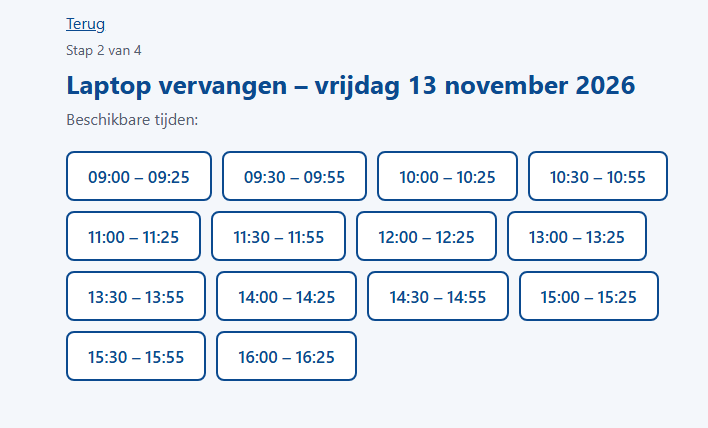 Terug
Stap 2 van 4
Laptop vervangen – vrijdag 13 november 2026
Beschikbare tijden:
09:00 – 09:25 09:30 – 09:55 10:00 – 10:25 10:30 – 10:55
11:00 – 11:25 11:30 – 11:55 12:00 – 12:25 13:00 – 13:25
13:30 – 13:55 14:00 – 14:25 14:30 – 14:55 15:00 – 15:25
15:30 – 15:55 16:00 – 16:25